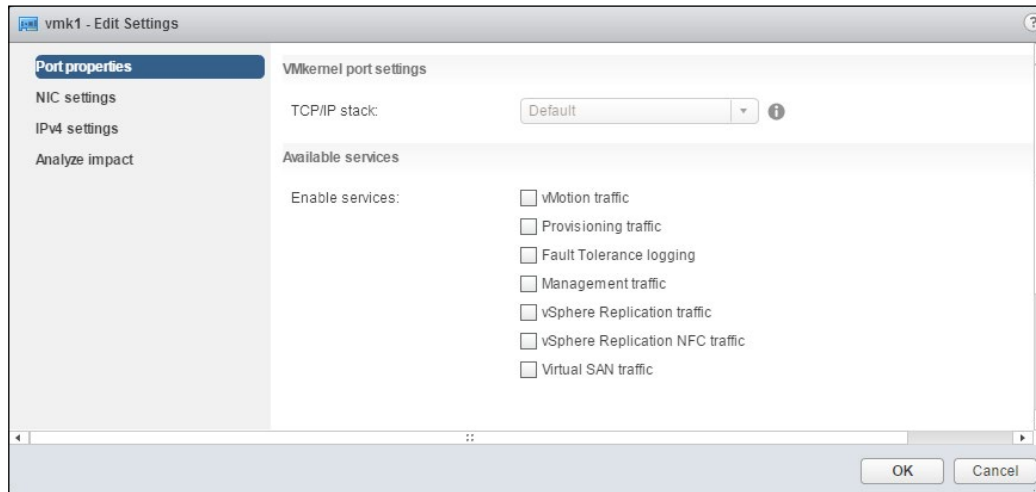 vmk1 - Edit Settings
?
Port properties
NIC settings
IPv4 settings
Analyze impact
VMkernel port settings
TCP/IP stack: Default
Available services
Enable services:
vMotion traffic
Provisioning traffic
Fault Tolerance logging
Management traffic
vSphere Replication traffic
vSphere Replication NFC traffic
Virtual SAN traffic
OK Cancel